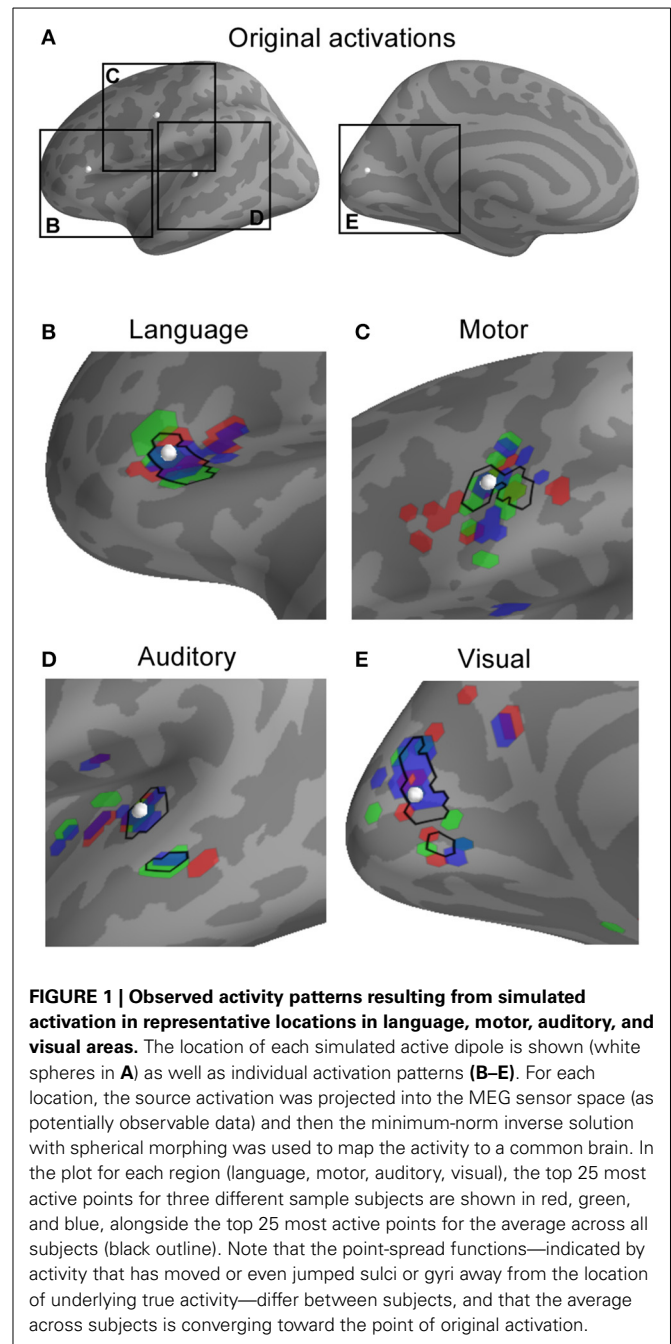 A
Original activations
C
B
D
E
B Language
C Motor
D Auditory
E Visual
FIGURE 1 | Observed activity patterns resulting from simulated
activation in representative locations in language, motor, auditory, and
visual areas. The location of each simulated active dipole is shown (white
spheres in A) as well as individual activation patterns (B–E). For each
location, the source activation was projected into the MEG sensor space (as
potentially observable data) and then the minimum-norm inverse solution
with spherical morphing was used to map the activity to a common brain. In
the plot for each region (language, motor, auditory, visual), the top 25 most
active points for three different sample subjects are shown in red, green,
and blue, alongside the top 25 most active points for the average across all
subjects (black outline). Note that the point-spread functions—indicated by
activity that has moved or even jumped sulci or gyri away from the location
of underlying true activity—differ between subjects, and that the average
across subjects is converging toward the point of original activation.